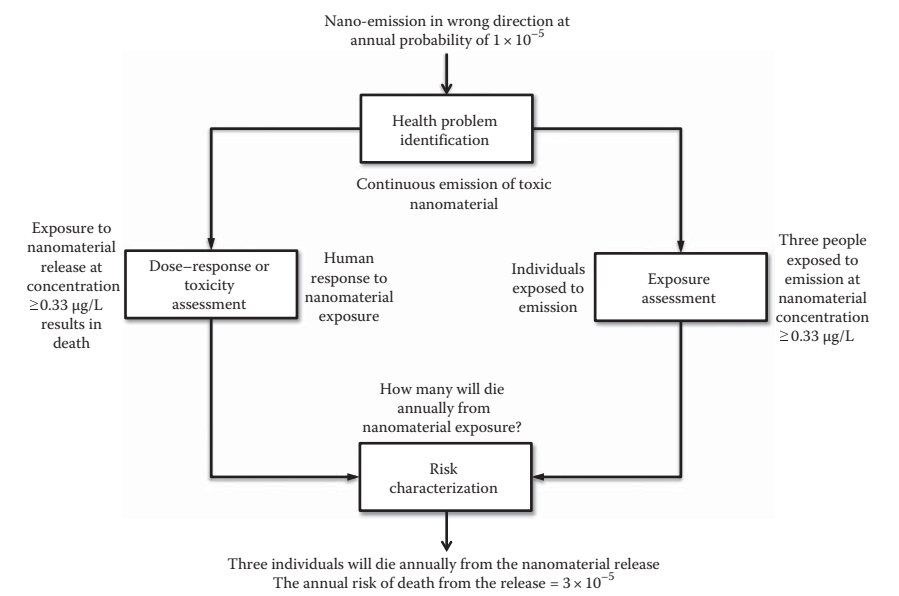 Nano-emission in wrong direction at
annual probability of 1 × 10⁻⁵
Health problem
identification
Continuous emission of toxic
nanomaterial
Exposure to
nanomaterial
release at
concentration
≥0.33 µg/L
results in
death
Dose–response or
toxicity
assessment
Human
response to
nanomaterial
exposure
Individuals
exposed to
emission
Exposure
assessment
Three people
exposed to
emission at
nanomaterial
concentration
≥0.33 µg/L
How many will die
annually from
nanomaterial exposure?
Risk
characterization
Three individuals will die annually from the nanomaterial release
The annual risk of death from the release = 3 × 10⁻⁵